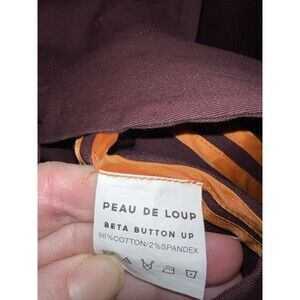 PEAU DE LOUP
BETA BUTTON UP
98%COTTON/2%SPANDEX